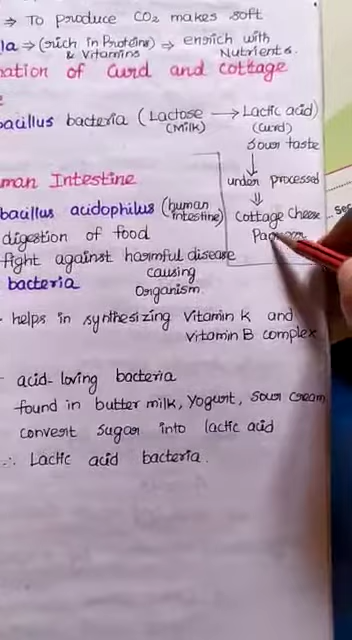 ⇒ To produce CO₂ makes soft
la ⇒ (rich in Proteins & Vitamins) ⇒ enrich with Nutrients.
ation of Curd and cottage
bacillus bacteria (Lactose (Milk) → Lactic acid) (curd)
Sour taste
↓
under processed
⇓
Cottage Cheese
man Intestine
bacillus acidophilus (human intestine)
digestion of food
fight against harmful disease causing Organism.
bacteria
- helps in synthesizing Vitamin K and Vitamin B complex
- acid-loving bacteria
found in butter milk, yogurt, sour cream
convert sugar into lactic acid
∴ Lactic acid bacteria.